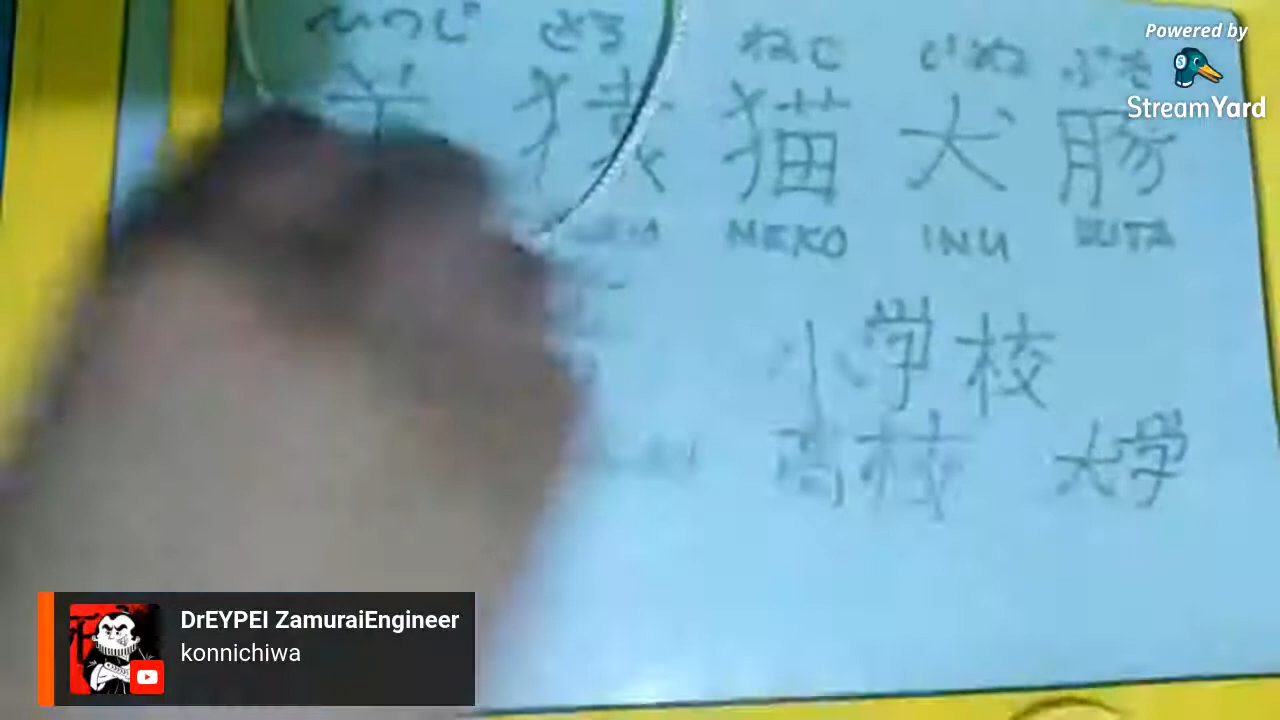 ひつじ さる ねこ いぬ ぶた
羊 猿 猫 犬 豚
NEKO INU BUTA
小学校
高校 大学
Powered by
StreamYard
DrEYPEI ZamuraiEngineer
konnichiwa